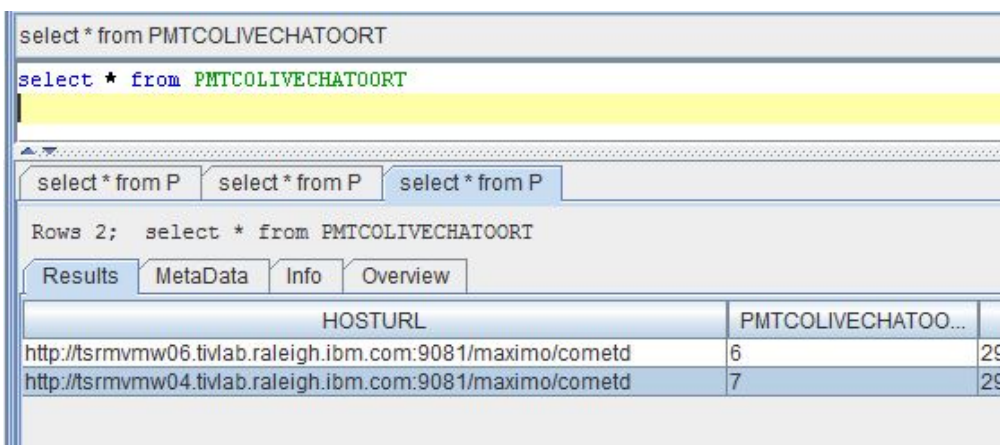 select * from PMTCOLIVECHATOORT
select * from PMTCOLIVECHATOORT
select * from P select * from P select * from P
Rows 2; select * from PMTCOLIVECHATOORT
Results MetaData Info Overview
HOSTURL PMTCOLIVECHATOO...
http://tsrmvmw06.tivlab.raleigh.ibm.com:9081/maximo/cometd 6 29
http://tsrmvmw04.tivlab.raleigh.ibm.com:9081/maximo/cometd 7 29